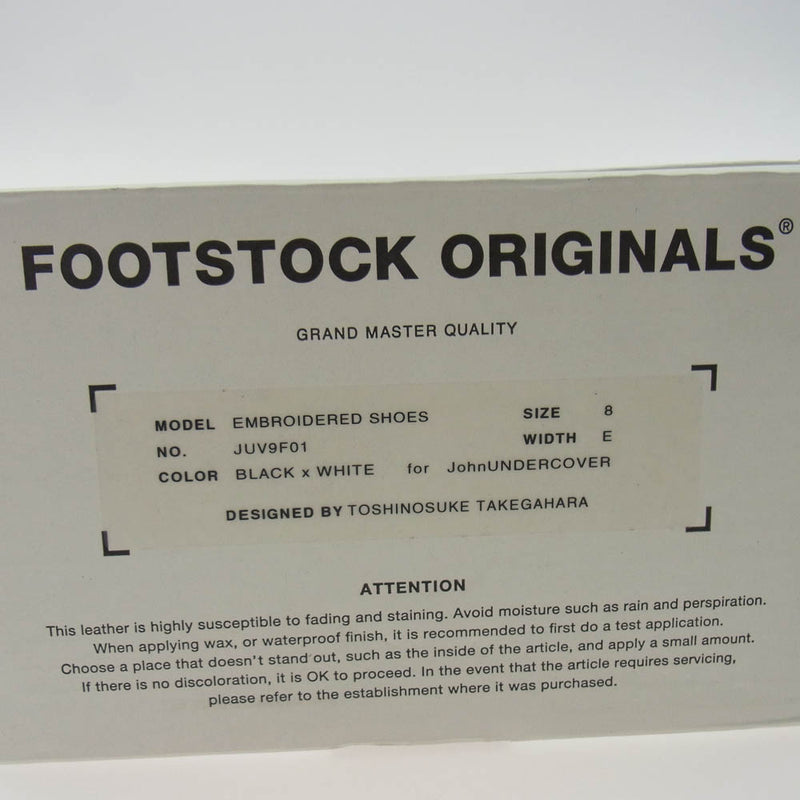 FOOTSTOCK ORIGINALS®
GRAND MASTER QUALITY
MODEL EMBROIDERED SHOES SIZE 8
NO. JUV9F01 WIDTH E
COLOR BLACK x WHITE for JohnUNDERCOVER
DESIGNED BY TOSHINOSUKE TAKEGAHARA
ATTENTION
This leather is highly susceptible to fading and staining. Avoid moisture such as rain and perspiration.
When applying wax, or waterproof finish, it is recommended to first do a test application.
Choose a place that doesn't stand out, such as the inside of the article, and apply a small amount.
If there is no discoloration, it is OK to proceed. In the event that the article requires servicing,
please refer to the establishment where it was purchased.